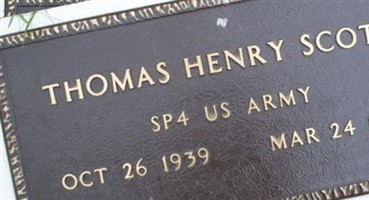 THOMAS HENRY SCOT
SP4 US ARMY
OCT 26 1939 MAR 24